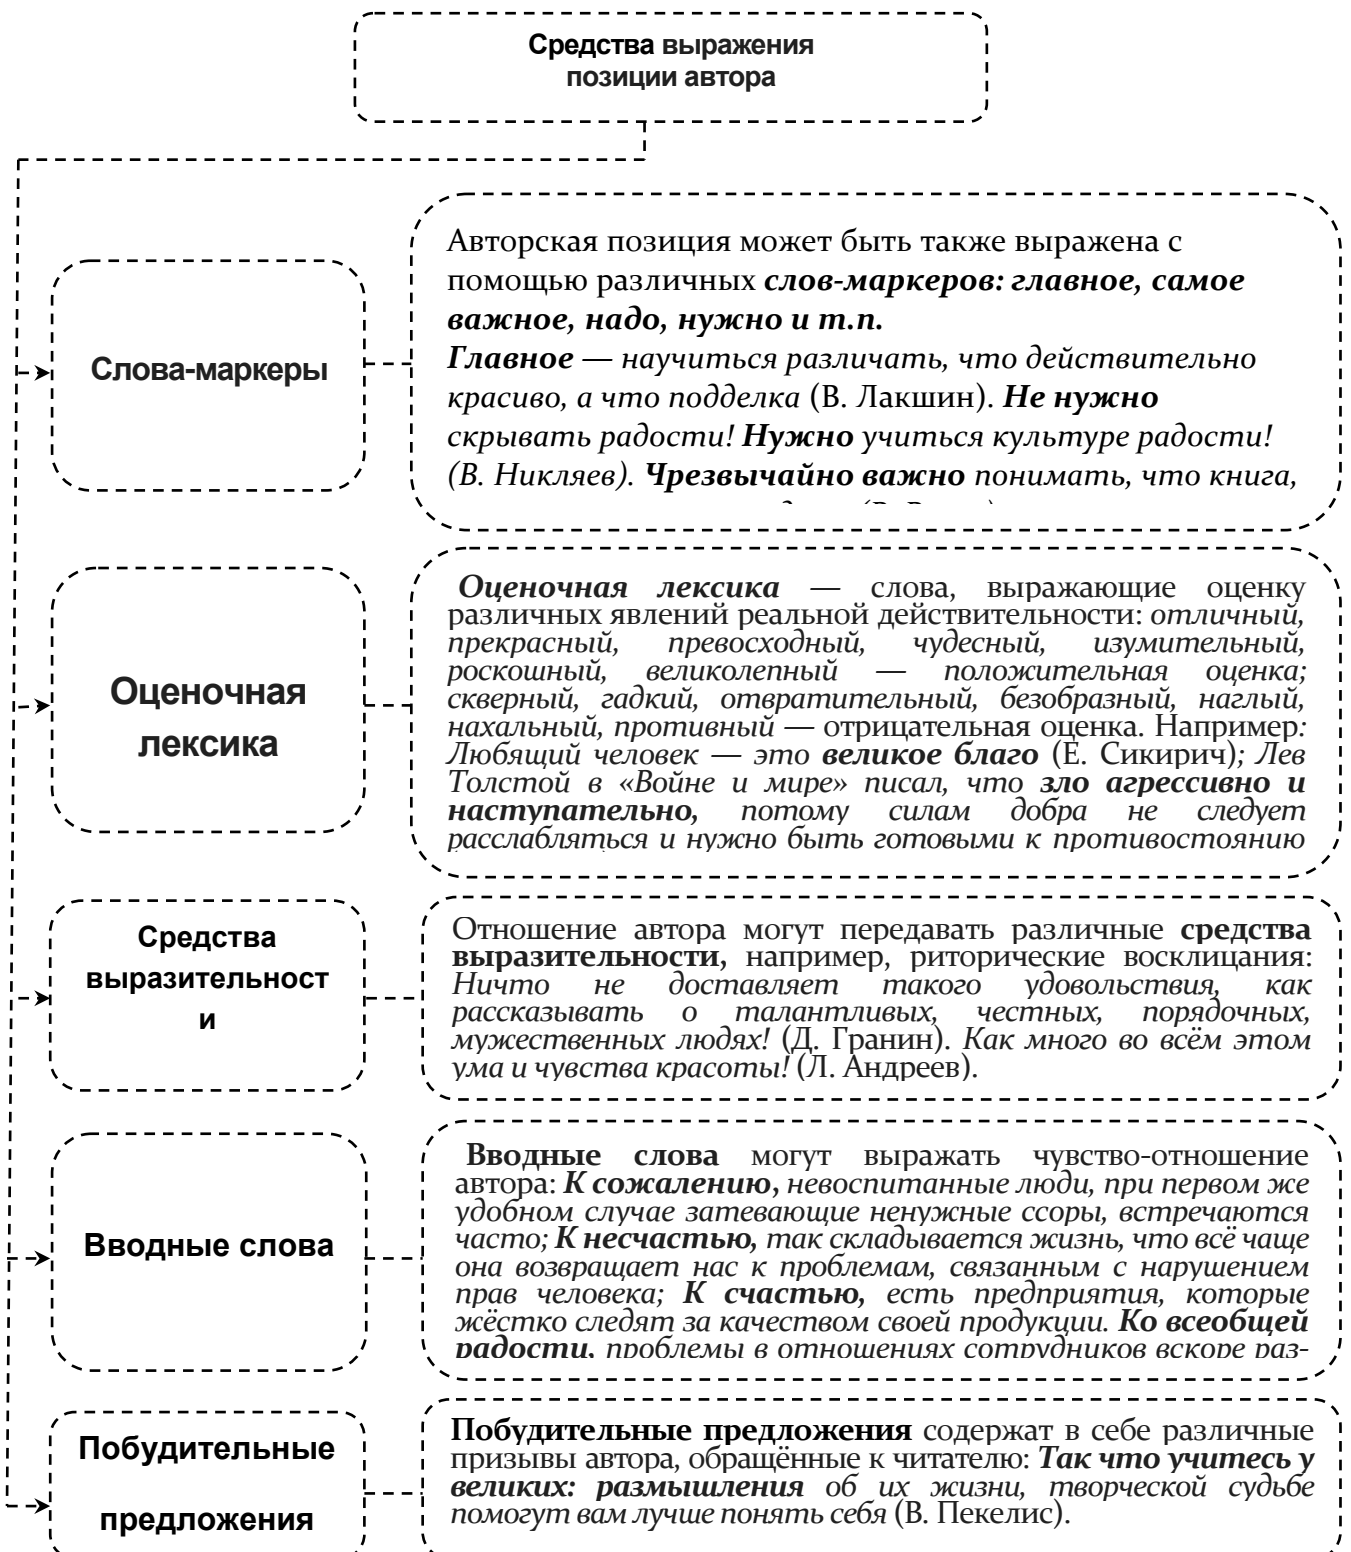 Средства выражения
позиции автора
Слова-маркеры
Авторская позиция может быть также выражена с
помощью различных слов-маркеров: главное, самое
важное, надо, нужно и т.п.
Главное — научиться различать, что действительно
красиво, а что подделка (В. Лакшин). Не нужно
скрывать радости! Нужно учиться культуре радости!
(В. Никляев). Чрезвычайно важно понимать, что книга,
Оценочная
лексика
Оценочная лексика — слова, выражающие оценку
различных явлений реальной действительности: отличный,
прекрасный, превосходный, чудесный, изумительный,
роскошный, великолепный — положительная оценка;
скверный, гадкий, отвратительный, безобразный, наглый,
нахальный, противный — отрицательная оценка. Например:
Любящий человек — это великое благо (Е. Сикирич); Лев
Толстой в «Войне и мире» писал, что зло агрессивно и
наступательно, потому силам добра не следует
расслабляться и нужно быть готовыми к противостоянию
Средства
выразительност
и
Отношение автора могут передавать различные средства
выразительности, например, риторические восклицания:
Ничто не доставляет такого удовольствия, как
рассказывать о талантливых, честных, порядочных,
мужественных людях! (Д. Гранин). Как много во всём этом
ума и чувства красоты! (Л. Андреев).
Вводные слова
Вводные слова могут выражать чувство-отношение
автора: К сожалению, невоспитанные люди, при первом же
удобном случае затевающие ненужные ссоры, встречаются
часто; К несчастью, так складывается жизнь, что всё чаще
она возвращает нас к проблемам, связанным с нарушением
прав человека; К счастью, есть предприятия, которые
жёстко следят за качеством своей продукции. Ко всеобщей
радости, проблемы в отношениях сотрудников вскоре раз-
Побудительные
предложения
Побудительные предложения содержат в себе различные
призывы автора, обращённые к читателю: Так что учитесь у
великих: размышления об их жизни, творческой судьбе
помогут вам лучше понять себя (В. Пекелис).